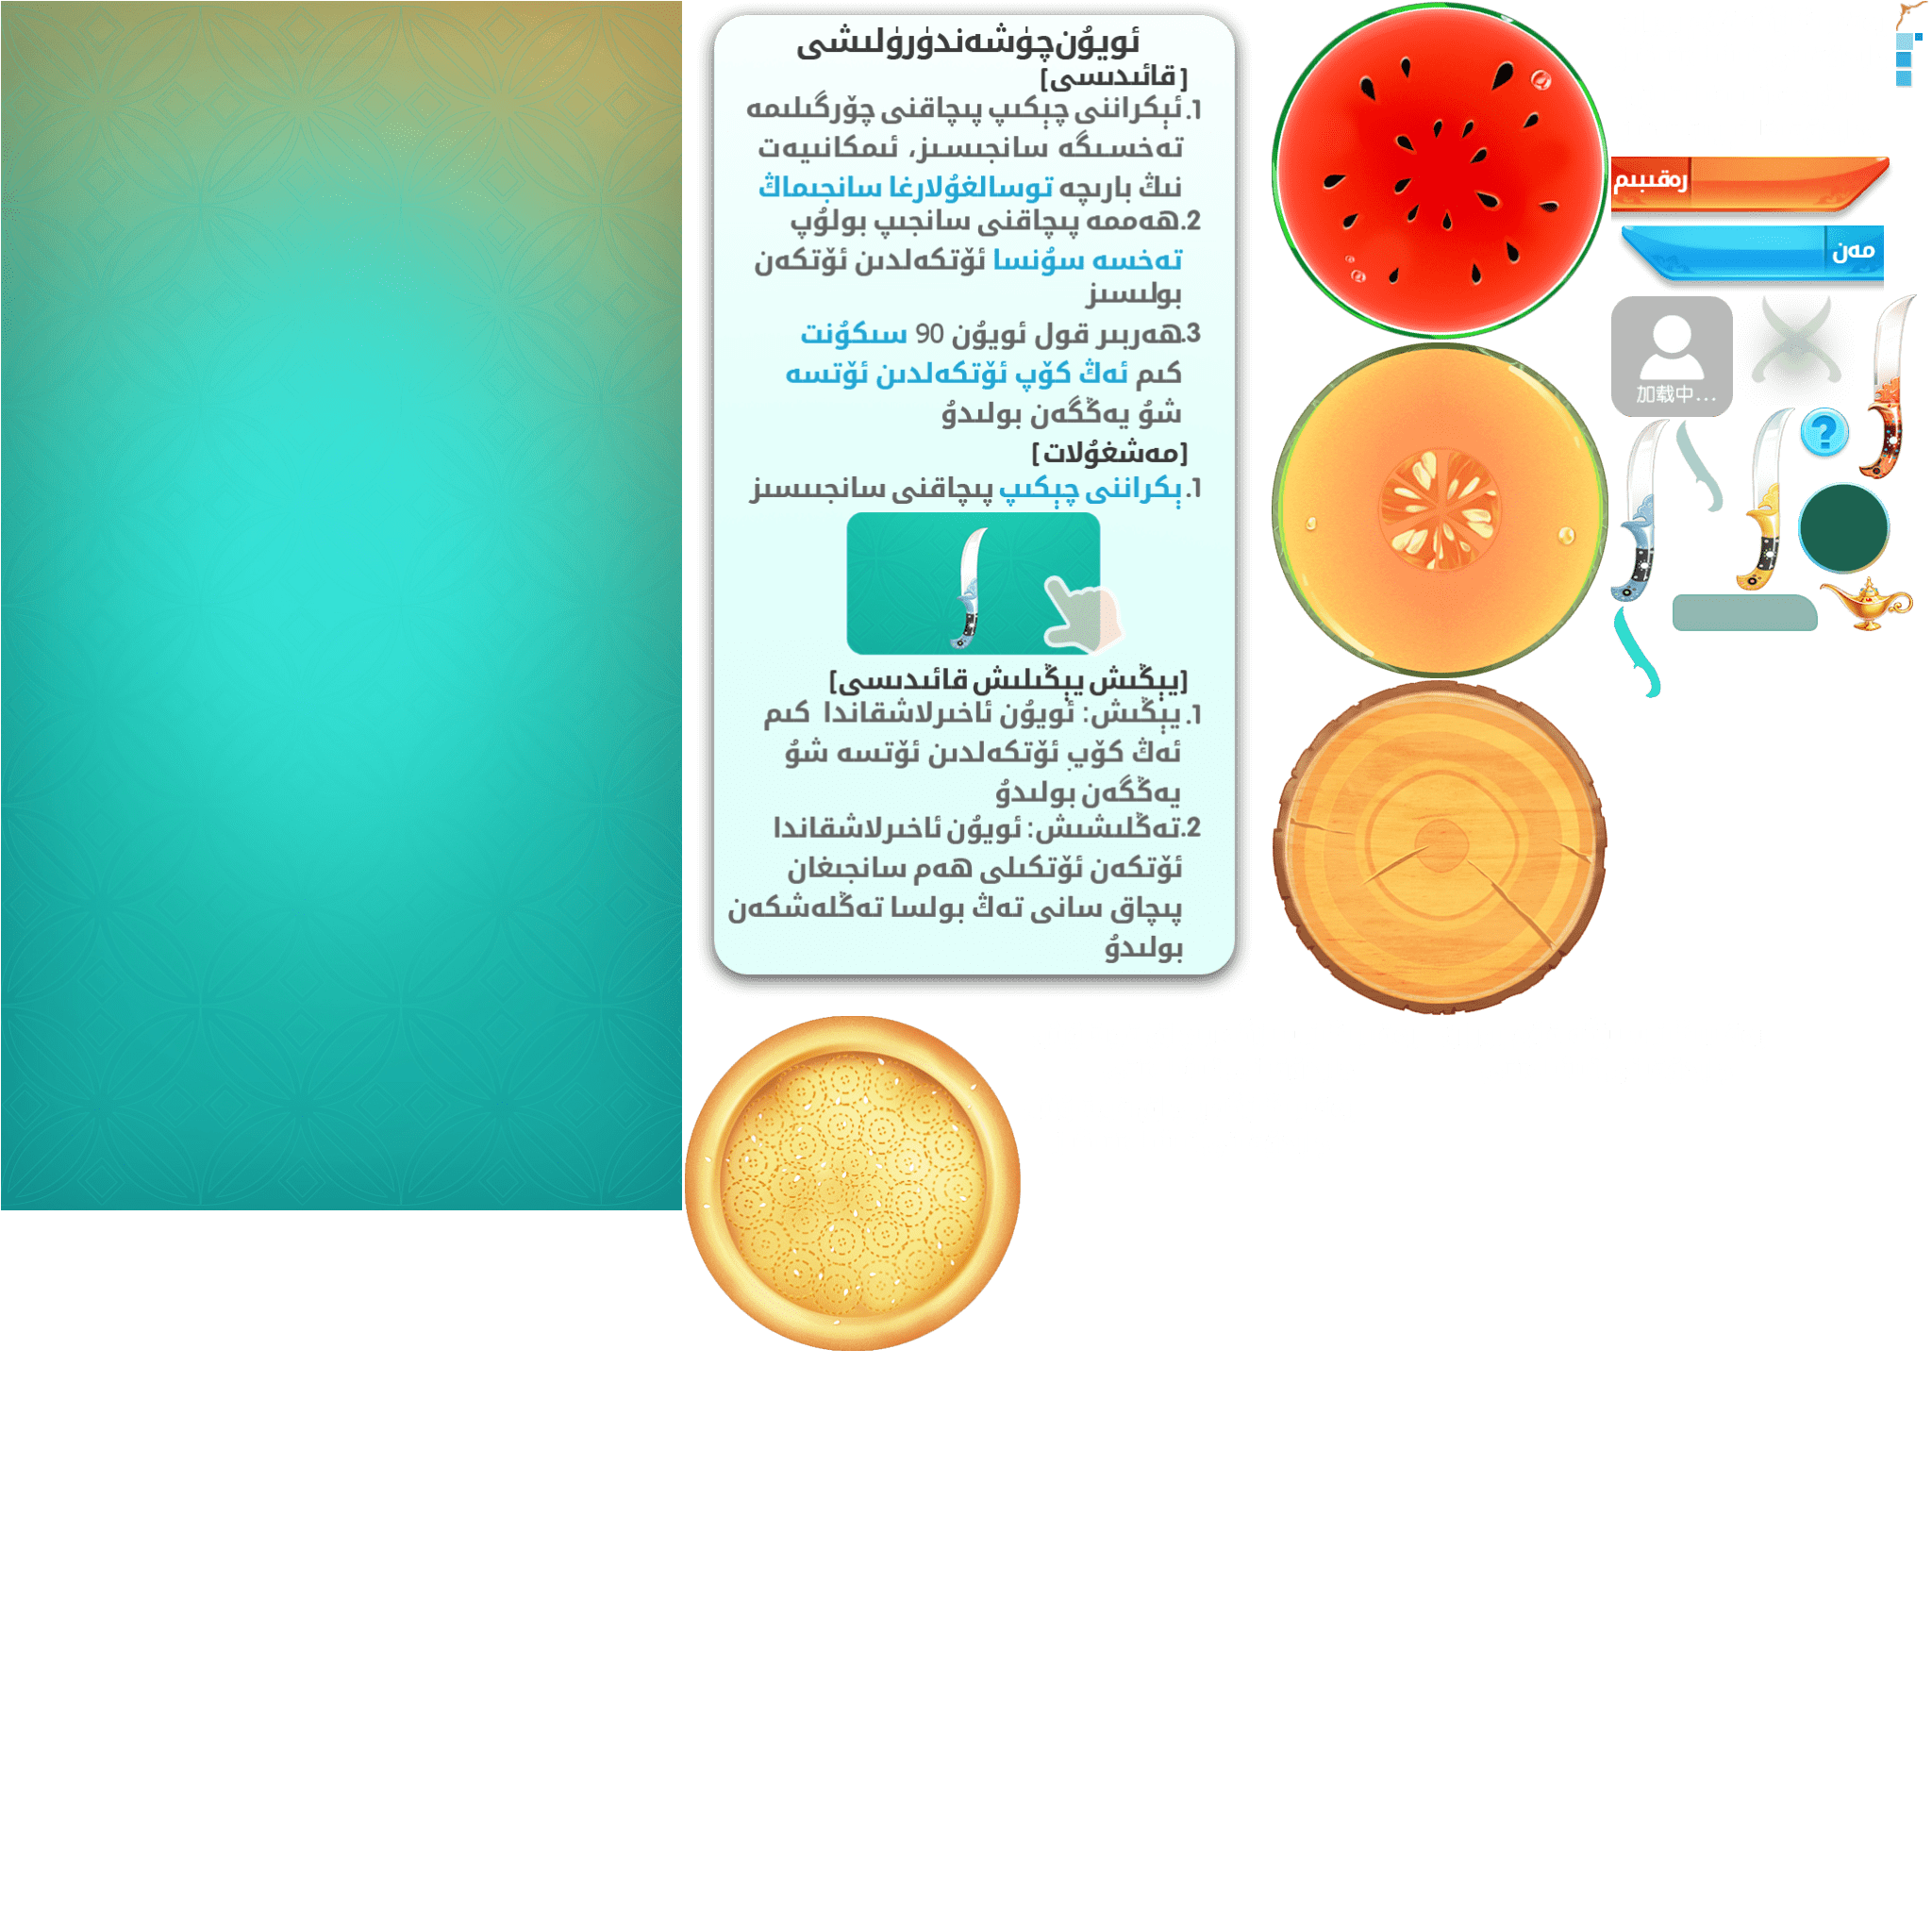 ئويۇنچۈشەندۈرۈلىشى
[قائىدىسى]
1. ئېكراننى چېكىپ پىچاقنى چۆرگىلىمە
تەخسىگە سانجىسىز، ئىمكانىيەت
نىڭ بارىچە توسالغۇلارغا سانجىماڭ
2.ھەممە پىچاقنى سانجىپ بولۇپ
تەخسە سۇنسا ئۆتكەلدىن ئۆتكەن
بولىسىز
3.ھەربىر قول ئويۇن 90 سىكۇنت
كىم ئەڭ كۆپ ئۆتكەلدىن ئۆتسە
شۇ يەڭگەن بولىدۇ
[مەشغۇلات]
1. ېكراننى چېكىپ پىچاقنى سانجىىسىز
[يېڭىش يېڭىلىش قائىدىسى]
1. يېڭىش: ئويۇن ئاخىرلاشقاندا كىم
ئەڭ كۆپ ئۆتكەلدىن ئۆتسە شۇ
يەڭگەن بولىدۇ
2.تەڭلىشىش: ئويۇن ئاخىرلاشقاندا
ئۆتكەن ئۆتكىلى ھەم سانجىغان
پىچاق سانى تەڭ بولسا تەڭلەشكەن
بولىدۇ
رەقىبىم
مەن
加载中...
?